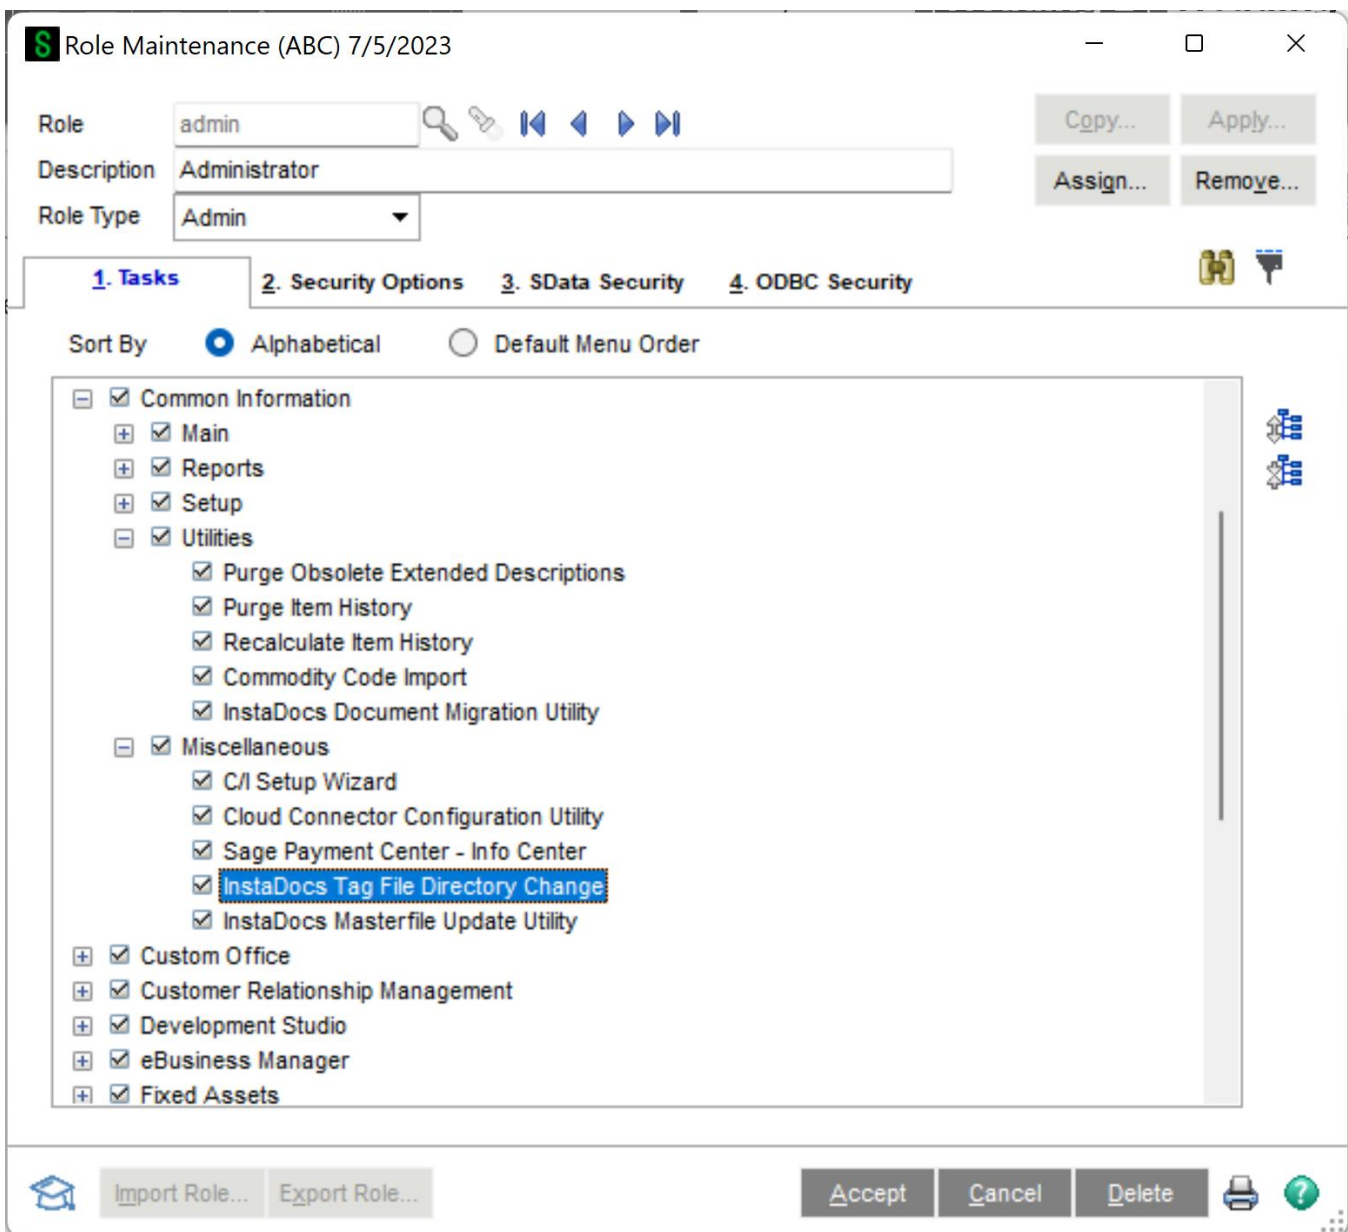 S Role Maintenance (ABC) 7/5/2023
Role admin Copy... Apply...
Description Administrator Assign... Remove...
Role Type Admin
1. Tasks 2. Security Options 3. SData Security 4. ODBC Security
Sort By Alphabetical Default Menu Order
Common Information
Main
Reports
Setup
Utilities
Purge Obsolete Extended Descriptions
Purge Item History
Recalculate Item History
Commodity Code Import
InstaDocs Document Migration Utility
Miscellaneous
C/I Setup Wizard
Cloud Connector Configuration Utility
Sage Payment Center - Info Center
InstaDocs Tag File Directory Change
InstaDocs Masterfile Update Utility
Custom Office
Customer Relationship Management
Development Studio
eBusiness Manager
Fixed Assets
Import Role... Export Role... Accept Cancel Delete ?